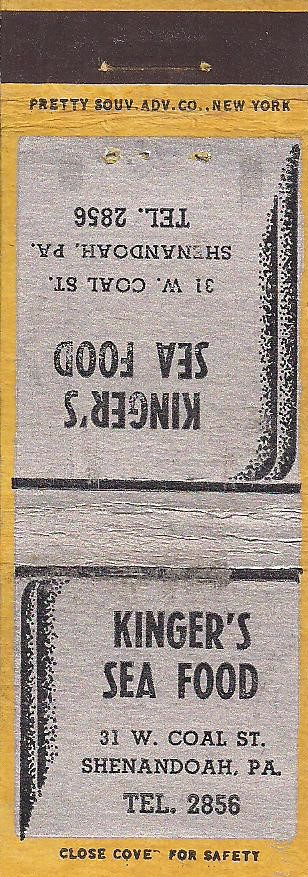 PRETTY SOUV. ADV. CO., NEW YORK
KINGER'S
SEA FOOD
31 W. COAL ST.
SHENANDOAH, PA.
TEL. 2856
KINGER'S
SEA FOOD
31 W. COAL ST.
SHENANDOAH, PA.
TEL. 2856
CLOSE COVE FOR SAFETY